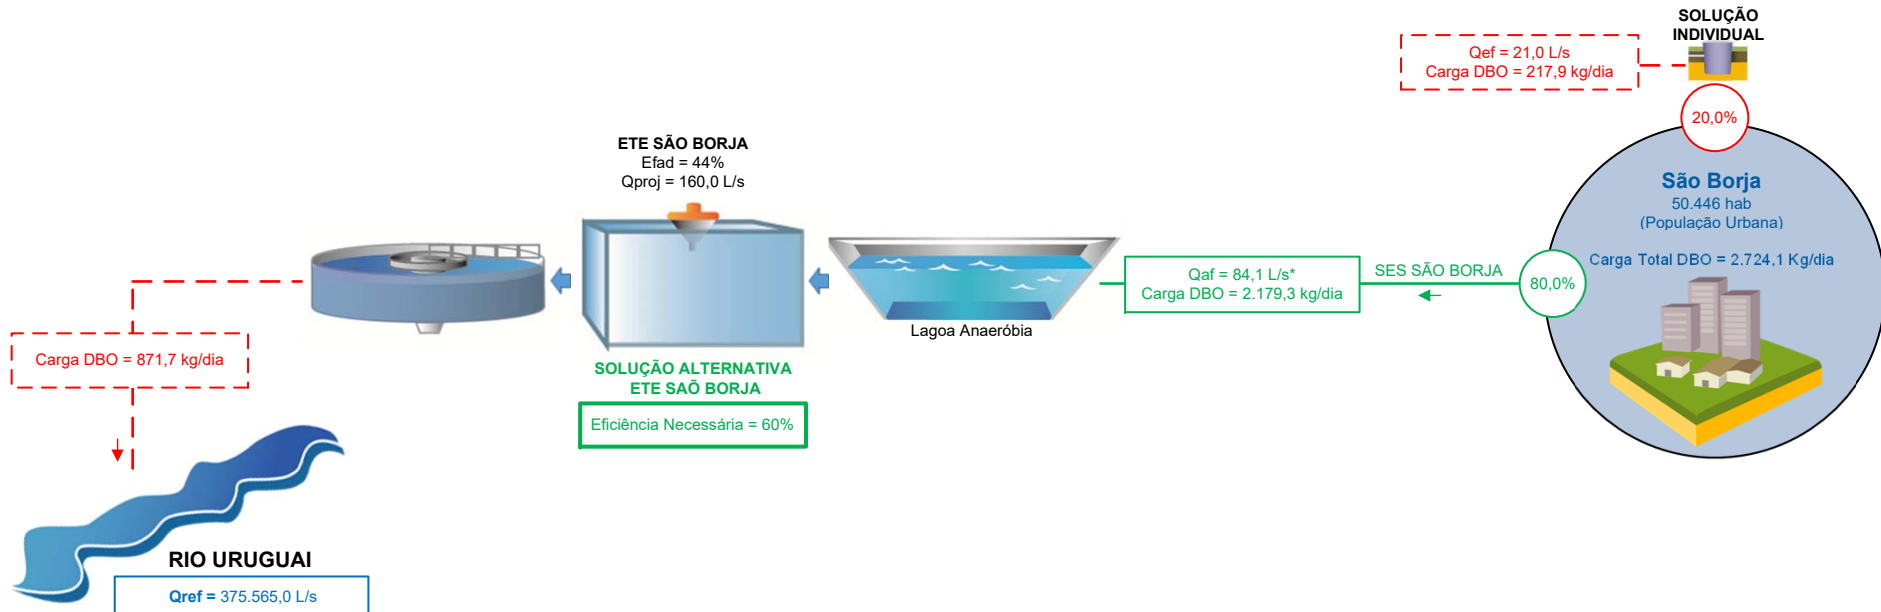 SOLUÇÃO
INDIVIDUAL
Qef = 21,0 L/s
Carga DBO = 217,9 kg/dia
20,0%
ETE SÃO BORJA
Efad = 44%
Qproj = 160,0 L/s
São Borja
50.446 hab
(População Urbana)
Carga Total DBO = 2.724,1 Kg/dia
80,0%
SES SÃO BORJA
Qaf = 84,1 L/s*
Carga DBO = 2.179,3 kg/dia
Lagoa Anaeróbia
SOLUÇÃO ALTERNATIVA
ETE SAÕ BORJA
Eficiência Necessária = 60%
Carga DBO = 871,7 kg/dia
RIO URUGUAI
Qref = 375.565,0 L/s